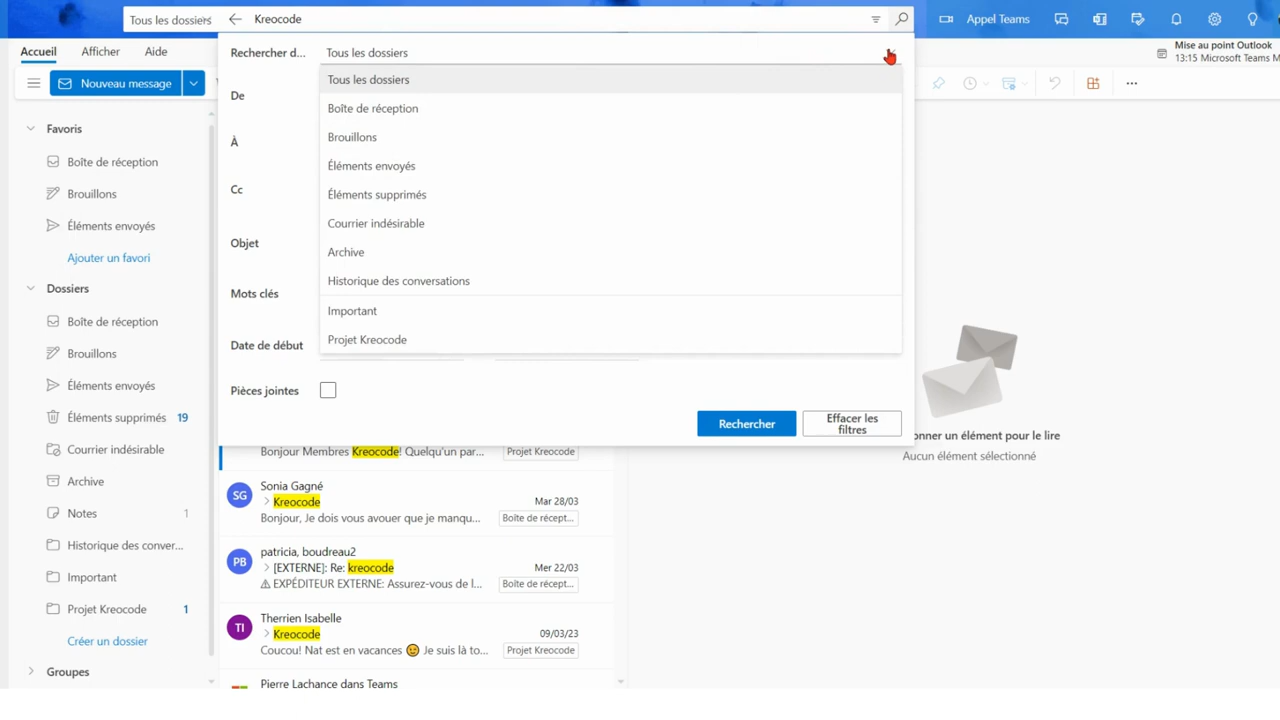 Tous les dossiers
Kreocode
Appel Teams
Accueil
Afficher
Aide
Mise au point Outlook
13:15 Microsoft Teams M
Nouveau message
Rechercher d...
Tous les dossiers
De
À
Cc
Objet
Mots clés
Date de début
Pièces jointes
Tous les dossiers
Boîte de réception
Brouillons
Éléments envoyés
Éléments supprimés
Courrier indésirable
Archive
Historique des conversations
Important
Projet Kreocode
Rechercher
Effacer les
filtres
Favoris
Boîte de réception
Brouillons
Éléments envoyés
Ajouter un favori
Dossiers
Boîte de réception
Brouillons
Éléments envoyés
Éléments supprimés 19
Courrier indésirable
Archive
Notes 1
Historique des conver...
Important
Projet Kreocode 1
Créer un dossier
Groupes
Bonjour Membres Kreocode! Quelqu'un par...
Projet Kreocode
SG
Sonia Gagné
Kreocode
Mar 28/03
Bonjour, Je dois vous avouer que je manqu...
Boîte de récept...
PB
patricia, boudreau2
[EXTERNE]: Re: kreocode
Mer 22/03
⚠ EXPÉDITEUR EXTERNE: Assurez-vous de l...
Boîte de récept...
TI
Therrien Isabelle
Kreocode
09/03/23
Coucou! Nat est en vacances 😉 Je suis là to...
Projet Kreocode
Pierre Lachance dans Teams
onner un élément pour le lire
Aucun élément sélectionné